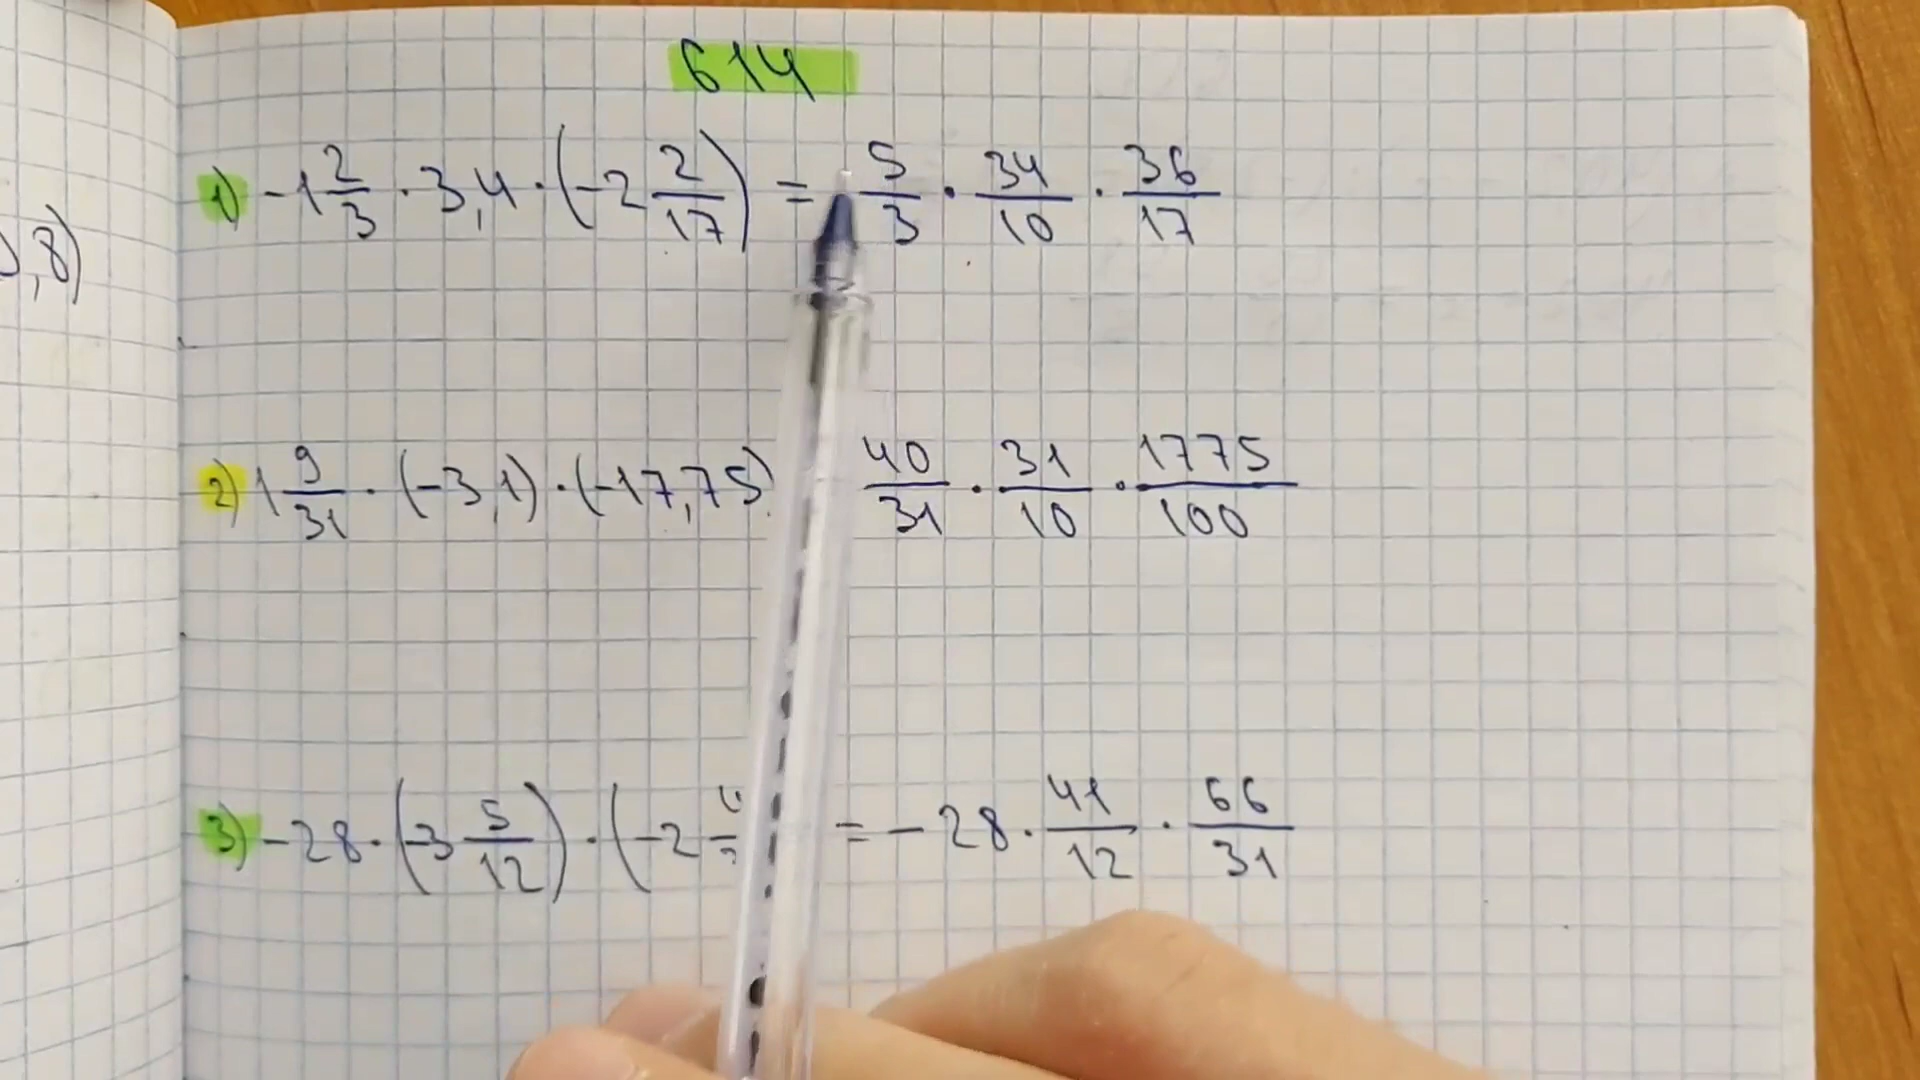 614
1) -1 2/3 · 3,4 · (-2 2/17) = 5/3 · 34/10 · 36/17
,8)
2) 1 9/31 · (-3,1) · (-17,75) 40/31 · 31/10 · 1775/100
3) -28 · (-3 5/12) · (-2 = -28 · 41/12 · 66/31